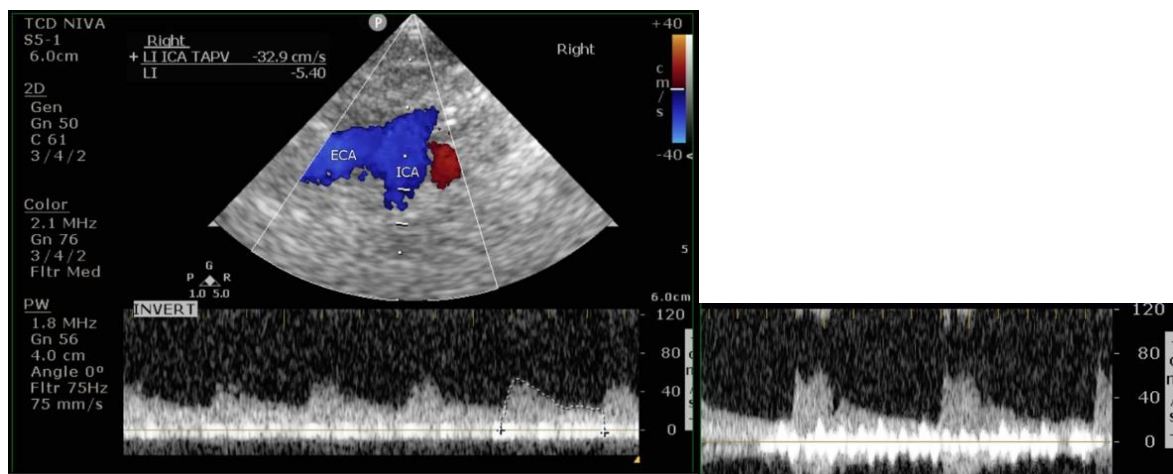 TCD NIVA
S5-1
6.0cm
2D
Gen
Gn 50
C 61
3/4/2
Color
2.1 MHz
Gn 76
3/4/2
Fltr Med
PW
1.8 MHz
Gn 56
4.0 cm
Angle 0º
Fltr 75Hz
75 mm/s
Right
+ LI ICA TAPV -32.9 cm/s
LI -5.40
P
Right
+40
c
m
/
s
-40
ECA
ICA
5
6.0cm
G
P R
1.0 5.0
INVERT
120
80
40
0
120
80
40
0